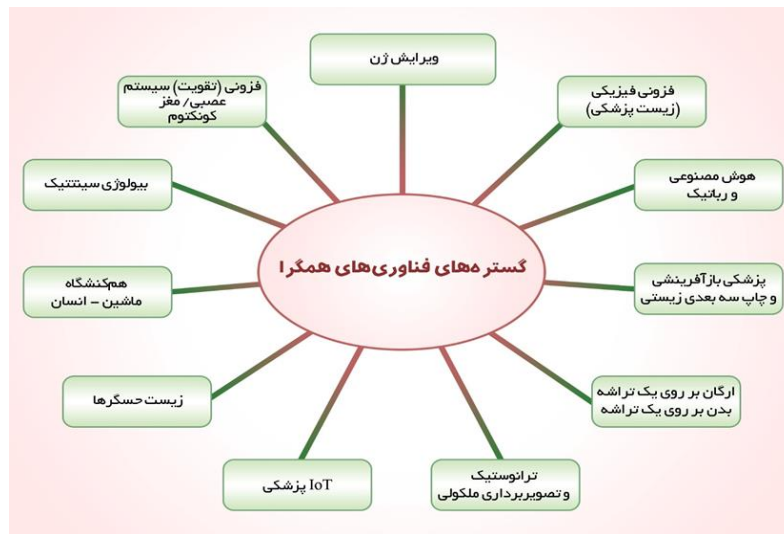 ویرایش ژن
فزونی فیزیکی
(زیست پزشکی)
هوش مصنوعی
و رباتیک
پزشکی بازآفرینشی
و چاپ سه بعدی زیستی
ارگان بر روی یک تراشه
بدن بر روی یک تراشه
ترانوستیک
و تصویربرداری ملکولی
IoT پزشکی
زیست حسگرها
هم‌کنشگاه
ماشین – انسان
بیولوژی سینتتیک
فزونی (تقویت) سیستم
عصبی/ مغز
کونکتوم
گستره‌های فناوری‌های همگرا